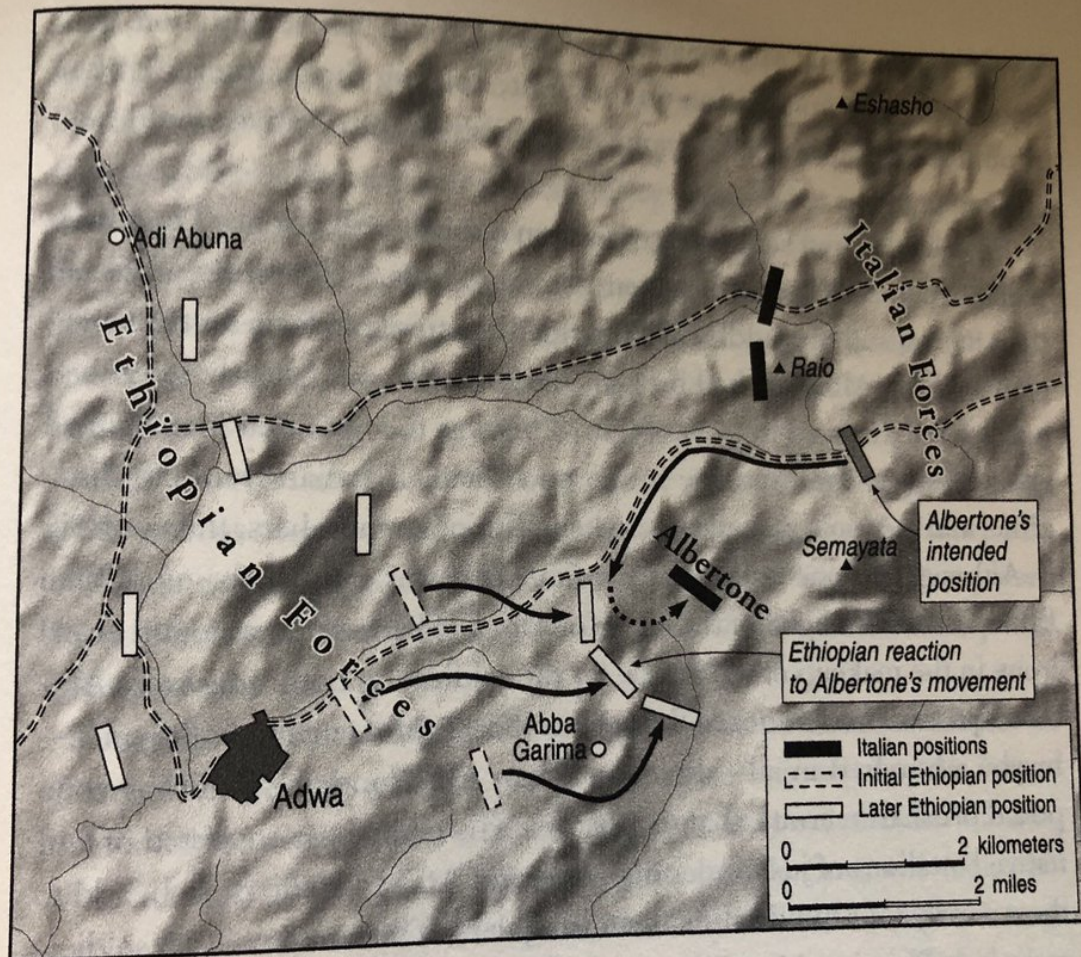 Eshasho
Adi Abuna
Italian Forces
Ethiopian Forces
Raio
Albertone's
intended
position
Semayata
Albertone
Ethiopian reaction
to Albertone's movement
Abba
Garima
Adwa
Italian positions
Initial Ethiopian position
Later Ethiopian position
0 2 kilometers
0 2 miles